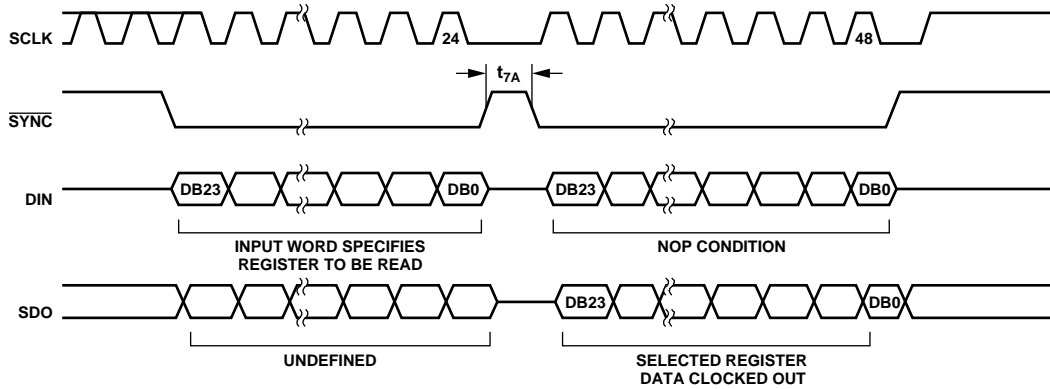 SCLK
24
48
t7A
SYNC
DIN
DB23
DB0
DB23
DB0
INPUT WORD SPECIFIES
REGISTER TO BE READ
NOP CONDITION
SDO
DB23
DB0
UNDEFINED
SELECTED REGISTER
DATA CLOCKED OUT